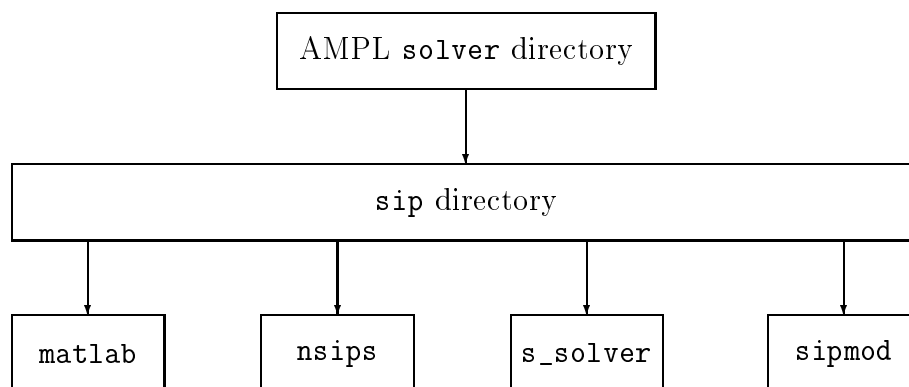 AMPL solver directory
sip directory
matlab
nsips
s_solver
sipmod